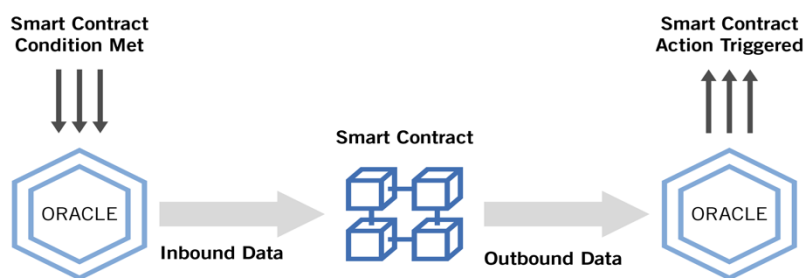 Smart Contract
Condition Met
Smart Contract
Action Triggered
Smart Contract
ORACLE
ORACLE
Inbound Data
Outbound Data